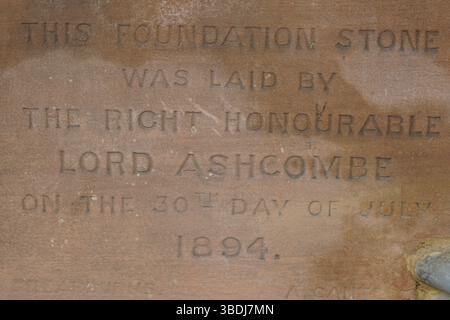 THIS FOUNDATION STONE
WAS LAID BY
THE RIGHT HONOURABLE
LORD ASHCOMBE
ON THE 30TH DAY OF JULY
1894.